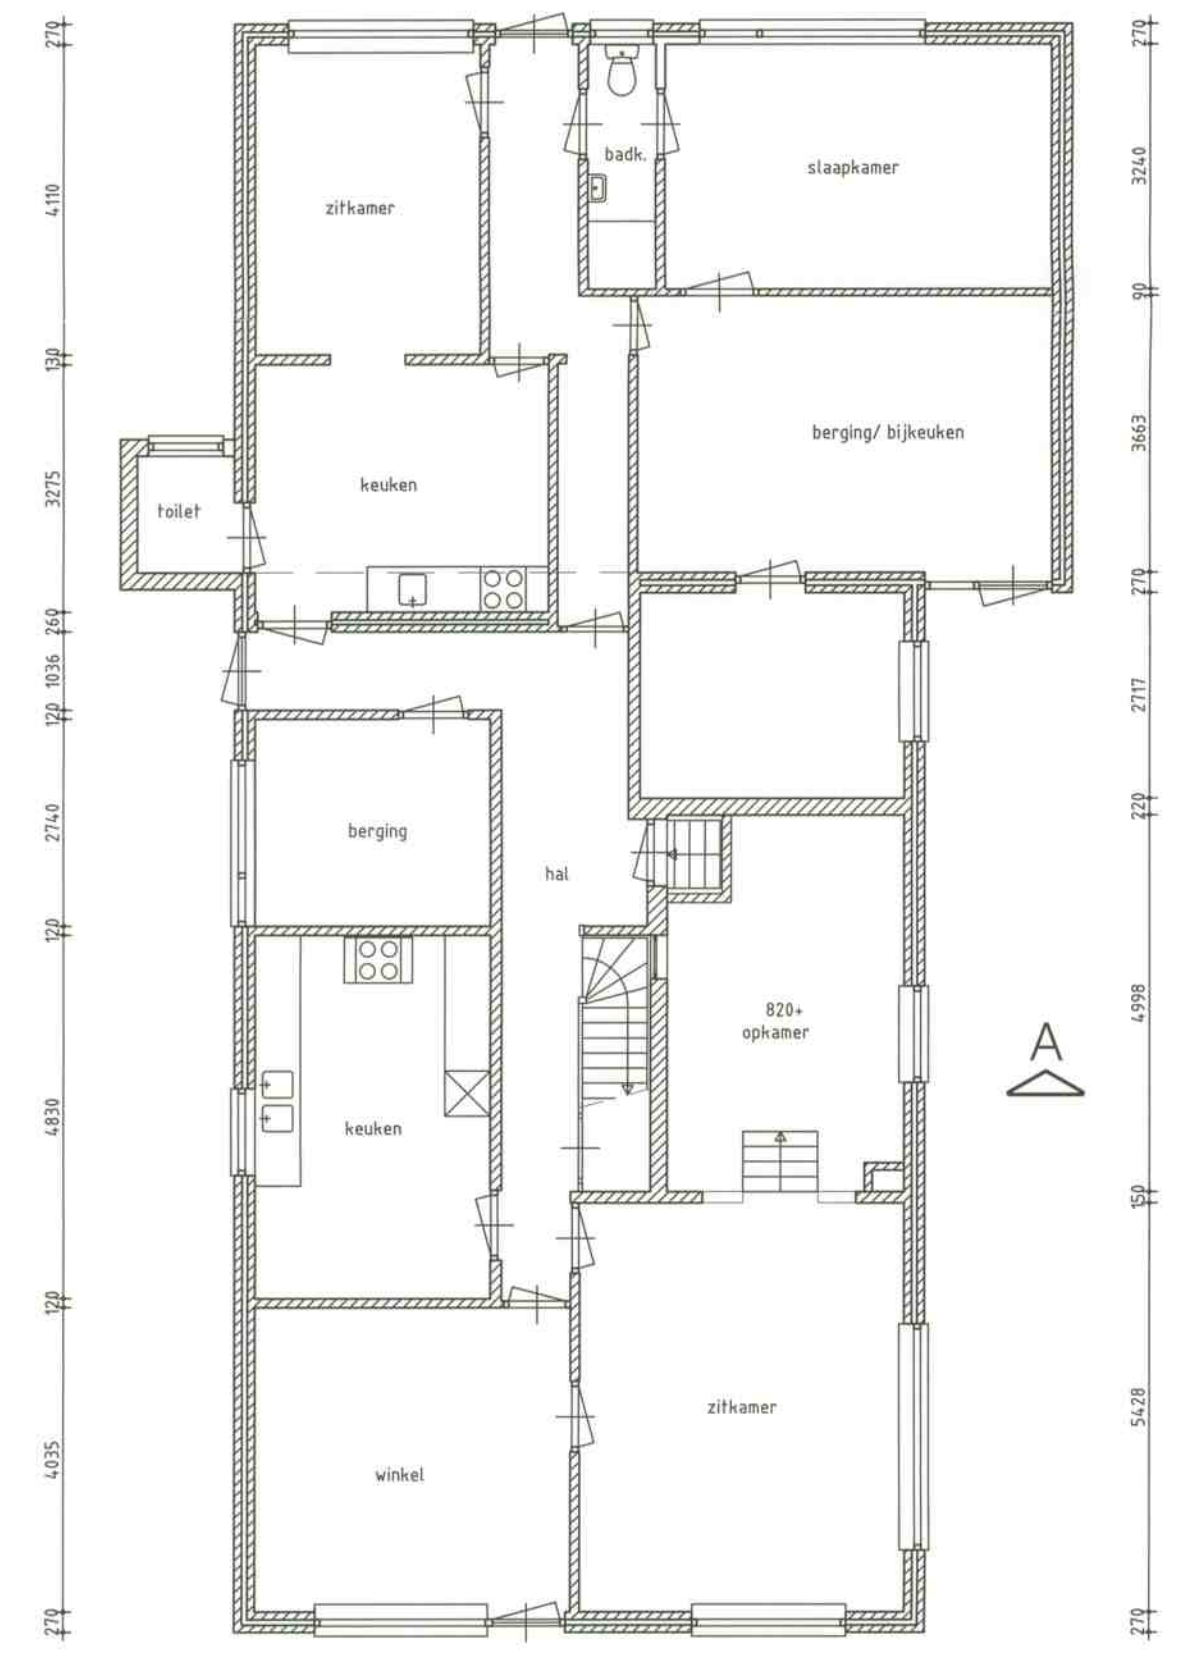 270
4110
130
3275
260
1036
120
2740
120
4830
120
4035
270
zitkamer
badk.
slaapkamer
berging/ bijkeuken
keuken
toilet
berging
hal
820+
opkamer
keuken
zitkamer
winkel
A
270
3240
90
3663
270
2717
220
4998
150
5428
270